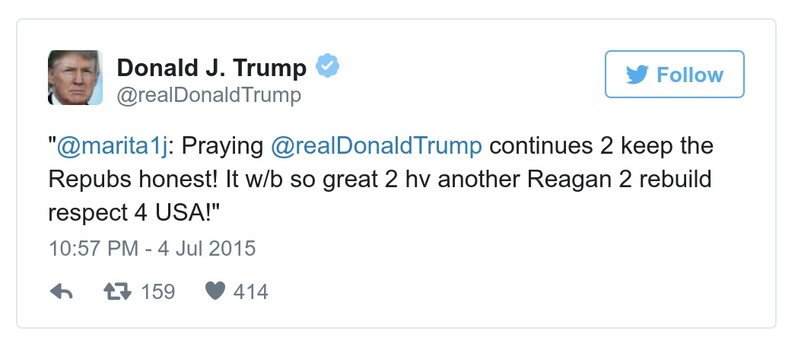 Donald J. Trump
@realDonaldTrump
Follow
"@marita1j: Praying @realDonaldTrump continues 2 keep the
Repubs honest! It w/b so great 2 hv another Reagan 2 rebuild
respect 4 USA!"
10:57 PM - 4 Jul 2015
159 414